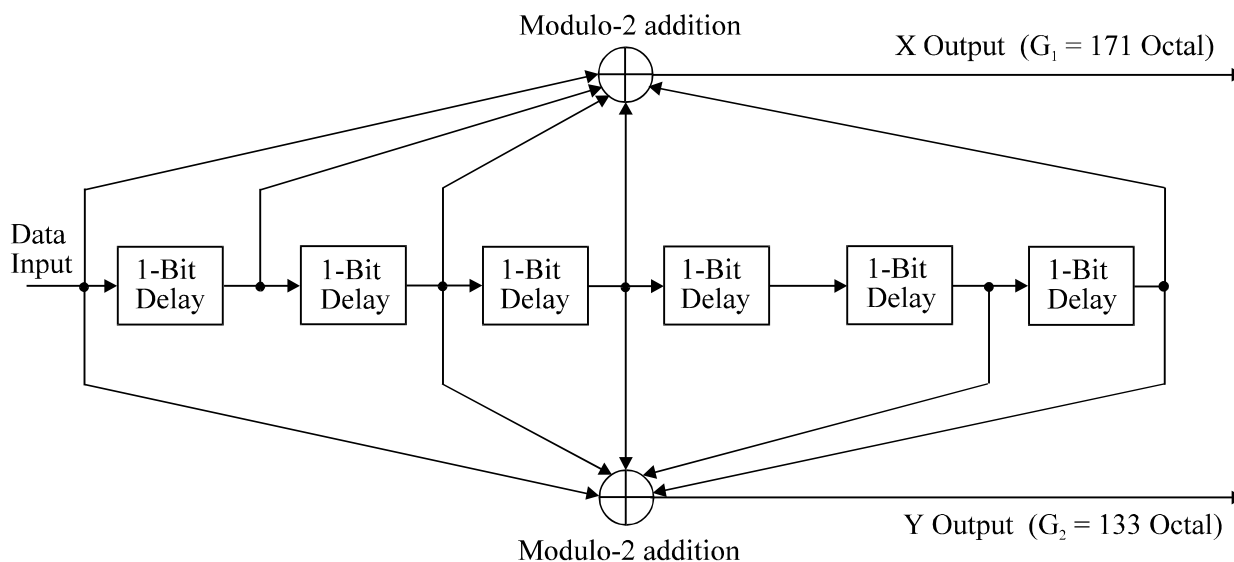 Modulo-2 addition
X Output (G₁ = 171 Octal)
Data
Input
1-Bit
Delay
1-Bit
Delay
1-Bit
Delay
1-Bit
Delay
1-Bit
Delay
1-Bit
Delay
Y Output (G₂ = 133 Octal)
Modulo-2 addition